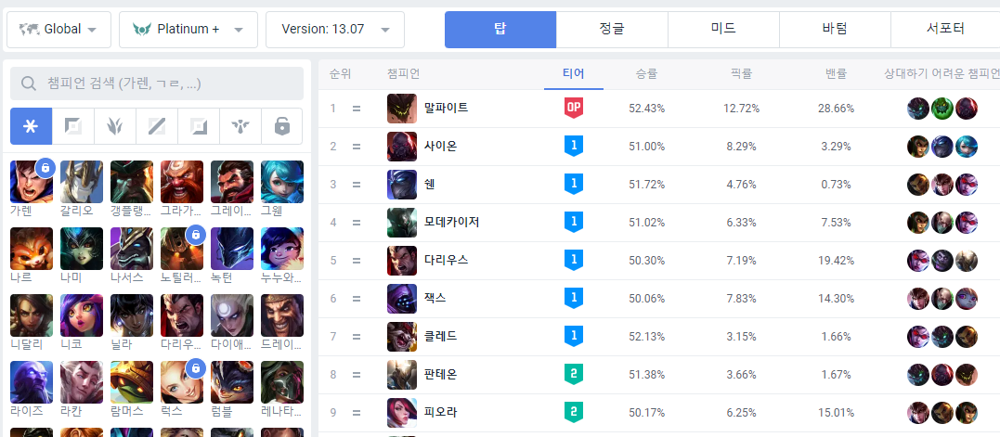 Global Platinum + Version: 13.07 탑 정글 미드 바텀 서포터
챔피언 검색 (가렌, ㄱㄹ, ...)
순위 챔피언 티어 승률 픽률 밴률 상대하기 어려운 챔피언
1 = 말파이트 OP 52.43% 12.72% 28.66%
2 = 사이온 1 51.00% 8.29% 3.29%
3 = 쉔 1 51.72% 4.76% 0.73%
4 = 모데카이저 1 51.02% 6.33% 7.53%
5 = 다리우스 1 50.30% 7.19% 19.42%
6 = 잭스 1 50.06% 7.83% 14.30%
7 = 클레드 1 52.13% 3.15% 1.66%
8 = 판테온 2 51.38% 3.66% 1.67%
9 = 피오라 2 50.17% 6.25% 15.01%
가렌 갈리오 갱플랭... 그라가... 그레이... 그웬
나르 나미 나서스 노틸러... 녹턴 누누와...
니달리 니코 닐라 다리우... 다이애... 드레이...
라이즈 라칸 람머스 럭스 럼블 레나타...